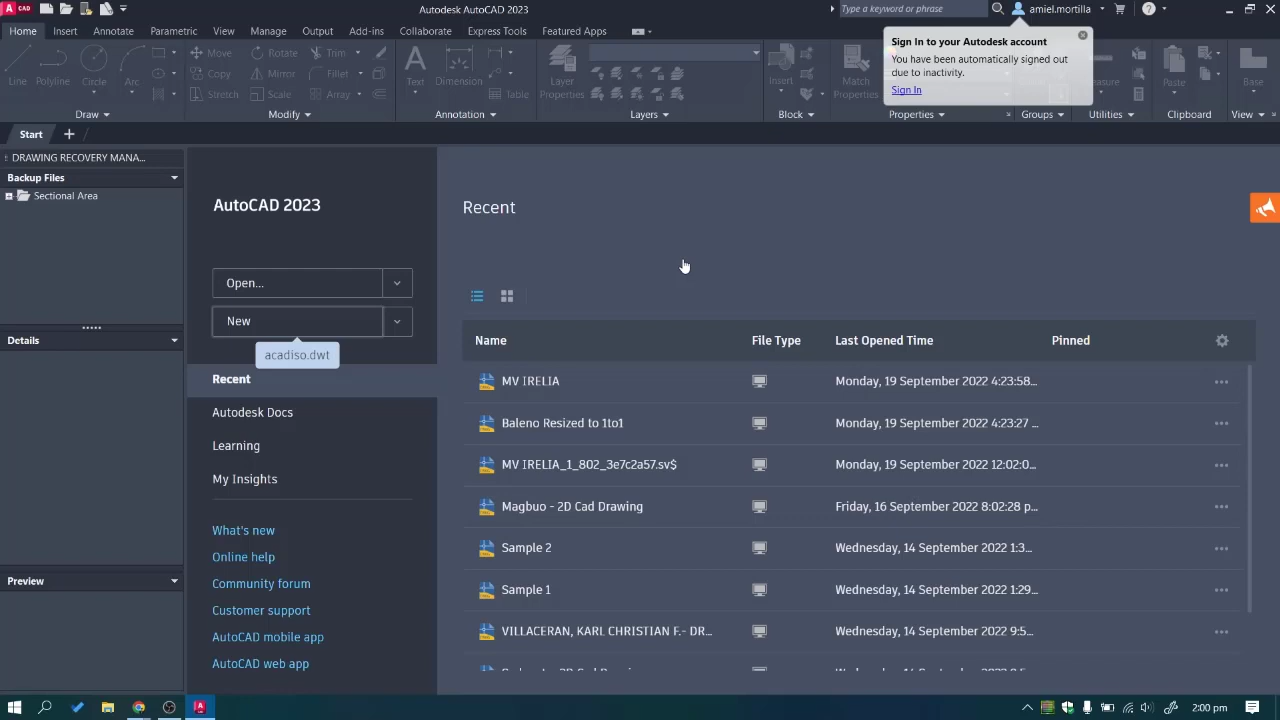 CAD
Autodesk AutoCAD 2023
Type a keyword or phrase
amiel.mortilla
Home Insert Annotate Parametric View Manage Output Add-ins Collaborate Express Tools Featured Apps
Sign In to your Autodesk account
You have been automatically signed out
due to inactivity.
Sign In
Line Polyline Circle Arc
Move Rotate Trim
Copy Mirror Fillet
Stretch Scale Array
Text Dimension
Table
Layer
Properties
Insert
Match
Properties
Paste
Base
Draw Modify Annotation Layers Block Properties Groups Utilities Clipboard View
Start
DRAWING RECOVERY MANA...
Backup Files
Sectional Area
Details
Preview
AutoCAD 2023
Open...
New
acadiso.dwt
Recent
Autodesk Docs
Learning
My Insights
What's new
Online help
Community forum
Customer support
AutoCAD mobile app
AutoCAD web app
Recent
Name File Type Last Opened Time Pinned
MV IRELIA Monday, 19 September 2022 4:23:58...
Baleno Resized to 1to1 Monday, 19 September 2022 4:23:27 ...
MV IRELIA_1_802_3e7c2a57.sv$ Monday, 19 September 2022 12:02:0...
Magbuo - 2D Cad Drawing Friday, 16 September 2022 8:02:28 p...
Sample 2 Wednesday, 14 September 2022 1:3...
Sample 1 Wednesday, 14 September 2022 1:29...
VILLACERAN, KARL CHRISTIAN F.- DR... Wednesday, 14 September 2022 9:5...
2:00 pm